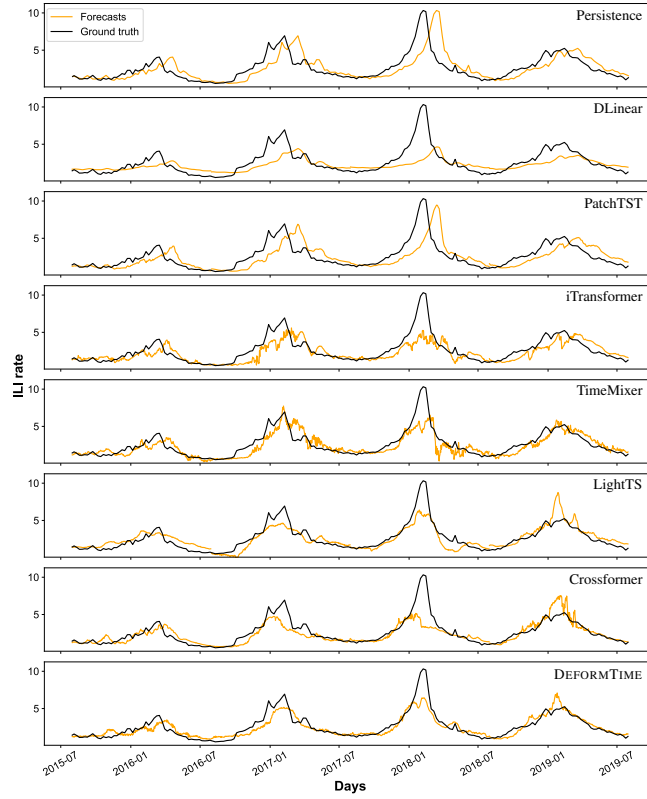 10
5
Forecasts
Ground truth
Persistence
10
5
DLinear
10
5
PatchTST
10
5
iTransformer
ILI rate
10
5
TimeMixer
10
5
LightTS
10
5
Crossformer
10
5
DEFORMTIME
2015-07
2016-01
2016-07
2017-01
2017-07
2018-01
2018-07
2019-01
2019-07
Days